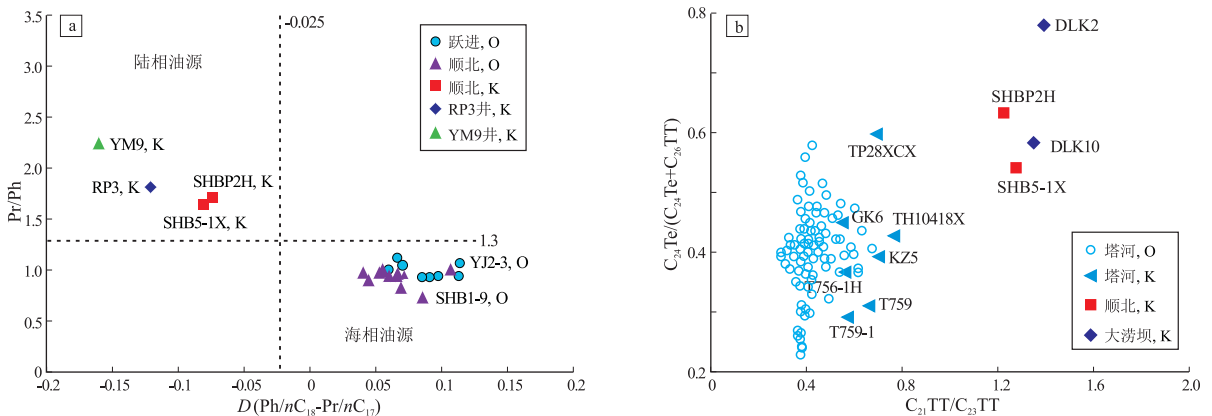 a
-0.025
3.5
3.0
2.5
2.0
1.5
1.0
0.5
0
Pr/Ph
陆相油源
跃进, O
顺北, O
顺北, K
RP3井, K
YM9井, K
YM9, K
RP3, K
SHBP2H, K
SHB5-1X, K
1.3
YJ2-3, O
SHB1-9, O
海相油源
-0.2
-0.15
-0.1
-0.05
0
0.05
0.1
0.15
0.2
D(Ph/nC18-Pr/nC17)
b
0.8
0.6
0.4
0.2
C24Te/(C24Te+C26TT)
DLK2
SHBP2H
DLK10
TP28XCX
SHB5-1X
GK6
TH10418X
KZ5
T756-1H
T759
T759-1
塔河, O
塔河, K
顺北, K
大涝坝, K
0
0.4
0.8
1.2
1.6
2.0
C21TT/C23TT